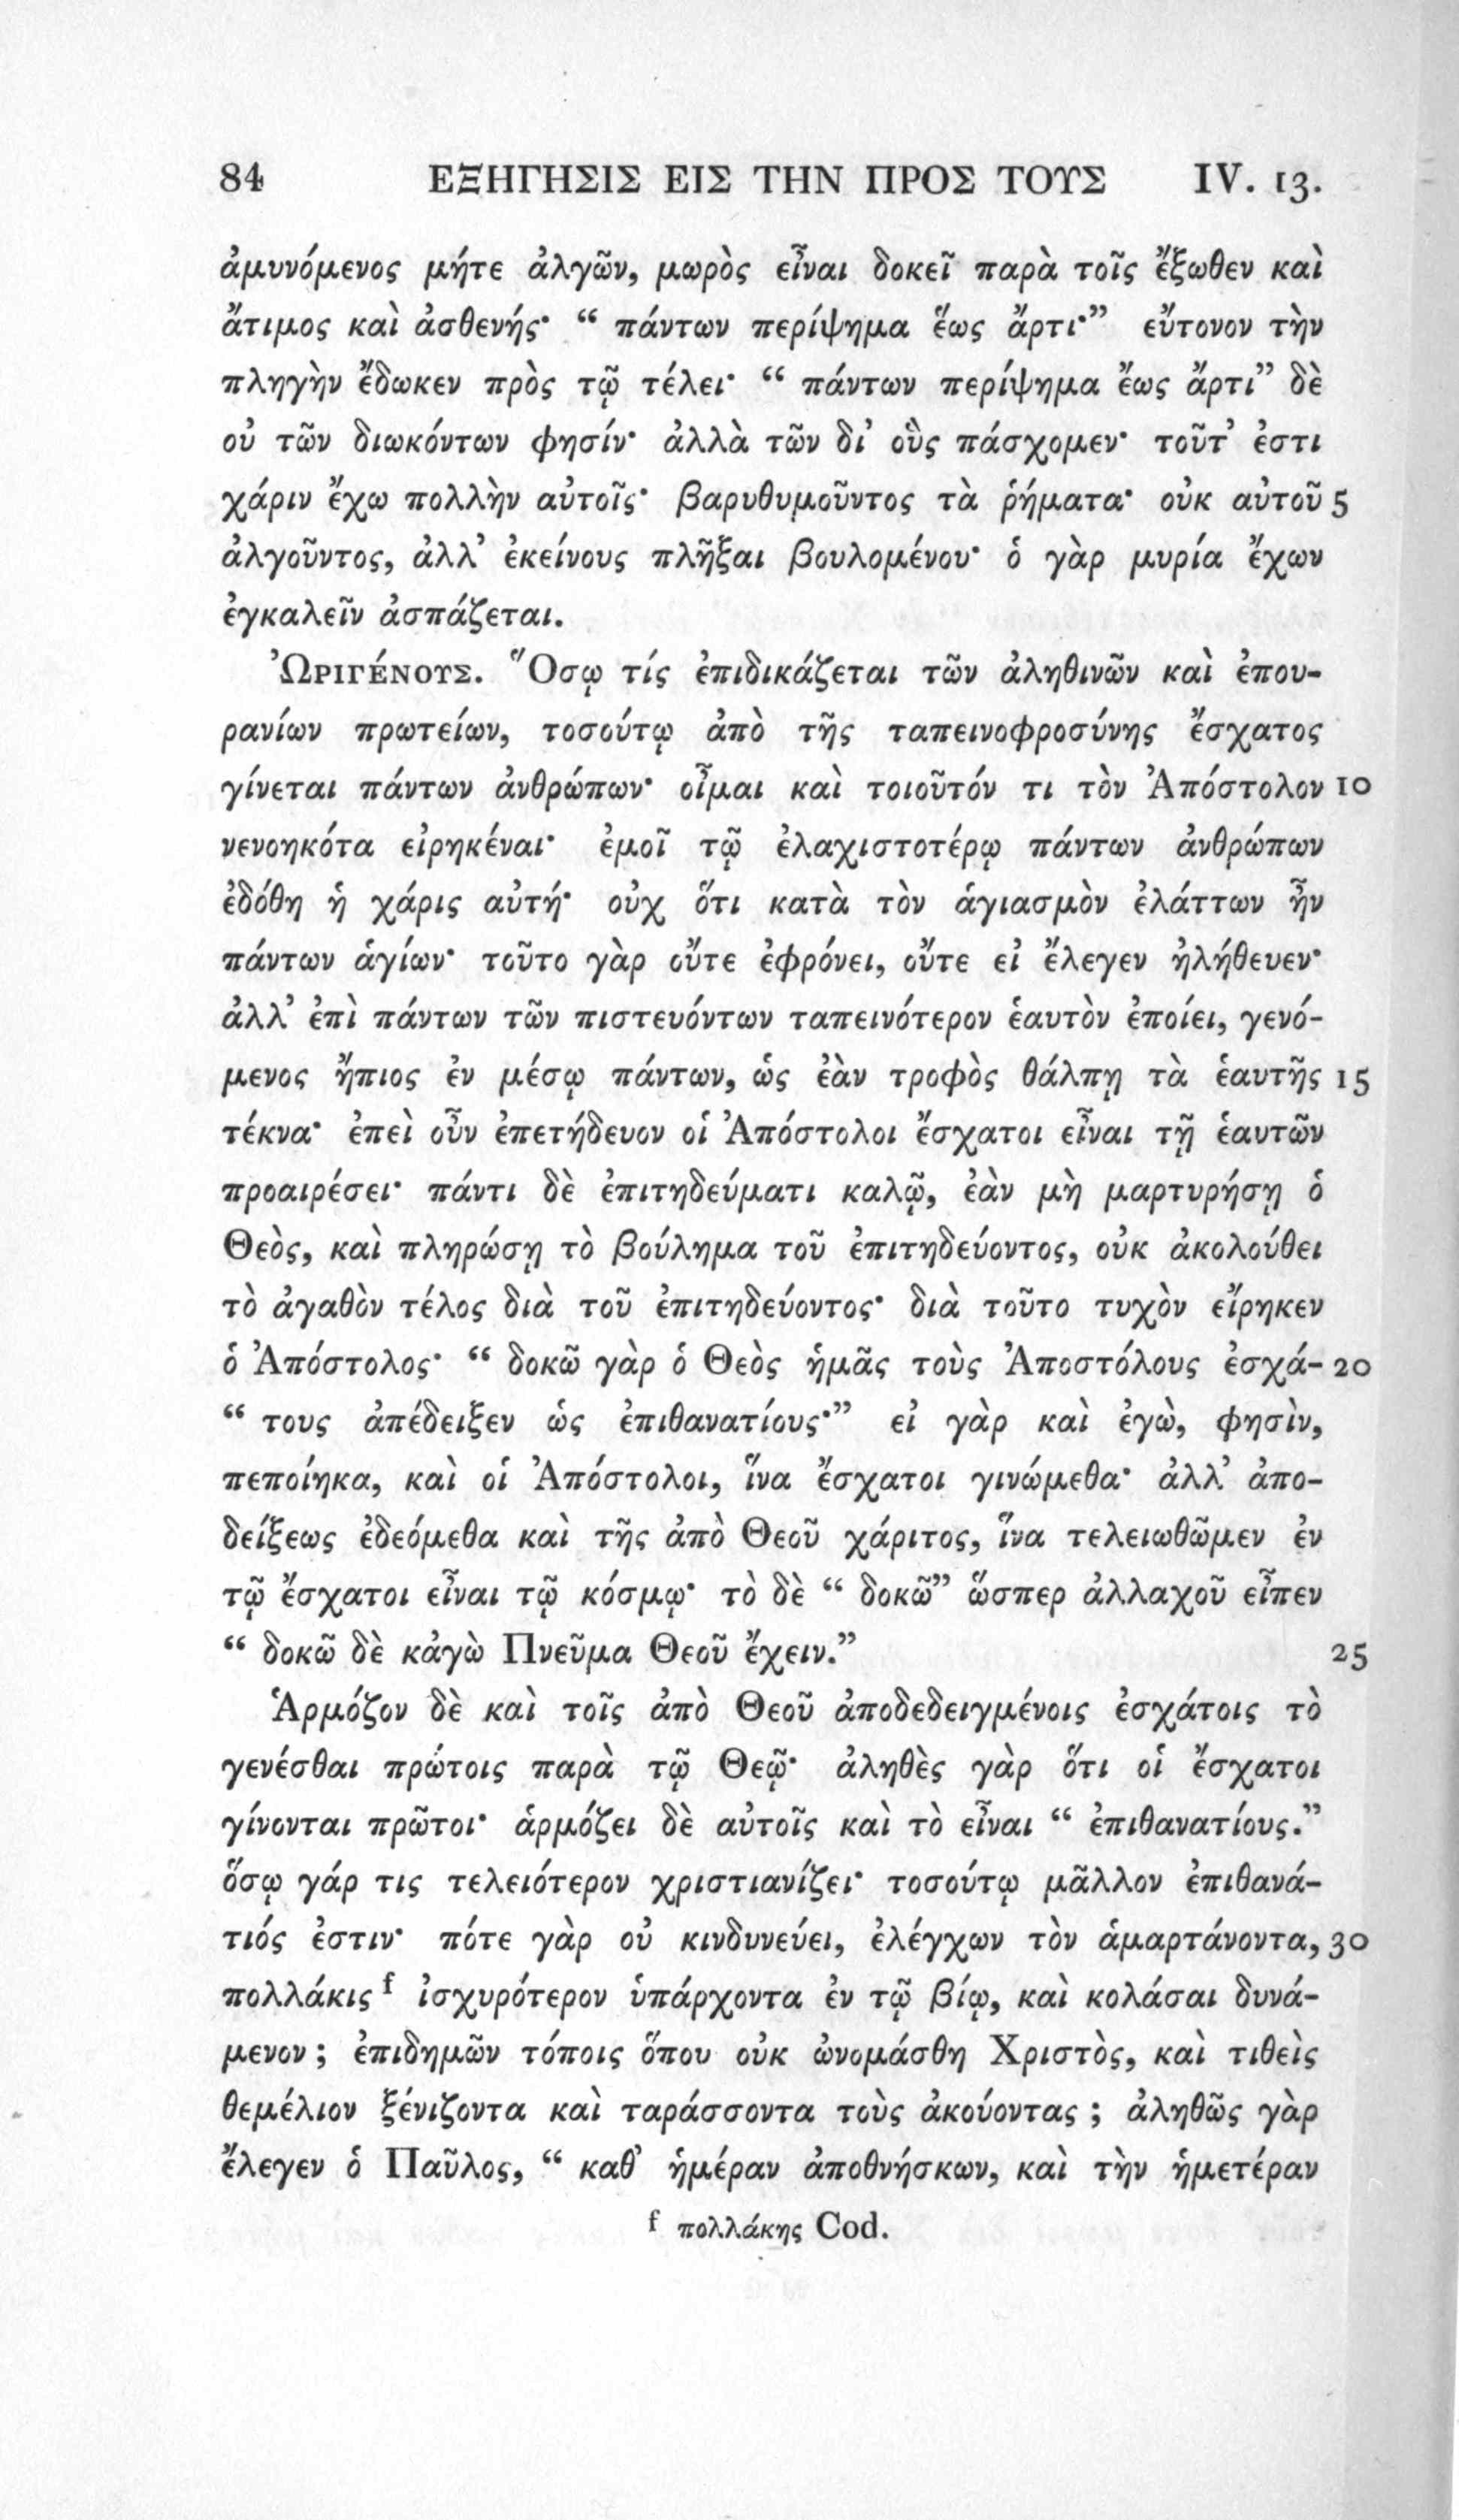 84 ΕΞΗΓΗΣΙΣ ΕΙΣ ΤΗΝ ΠΡΟΣ ΤΟΥΣ IV. 13.
ἀμυνόμενος μήτε ἀλγῶν, μωρὸς εἶναι δοκεῖ παρὰ τοῖς ἔξωθεν καὶ
ἄτιμος καὶ ἀσθενής· “ πάντων περίψημα ἕως ἄρτι·” εὔτονον τὴν
πληγὴν ἔδωκεν πρὸς τῷ τέλει· “ πάντων περίψημα ἔως ἄρτι” δὲ
οὐ τῶν διωκόντων φησίν· ἀλλὰ τῶν δι’ οὓς πάσχομεν· τοῦτ’ ἐστι
χάριν ἔχω πολλὴν αὐτοῖς· βαρυθυμοῦντος τὰ ῥήματα· οὐκ αὐτοῦ 5
ἀλγοῦντος, ἀλλ’ ἐκείνους πλῆξαι βουλομένου· ὁ γὰρ μυρία ἔχων
ἐγκαλεῖν ἀσπάζεται.
ὨΡΙΓΈΝΟΥΣ. Ὅσῳ τίς ἐπιδικάζεται τῶν ἀληθινῶν καὶ ἐπου-
ρανίων πρωτείων, τοσούτῳ ἀπὸ τῆς ταπεινοφροσύνης ἔσχατος
γίνεται πάντων ἀνθρώπων· οἶμαι καὶ τοιοῦτόν τι τὸν Ἀπόστολον 10
νενοηκότα εἰρηκέναι· ἐμοῖ τῷ ἐλαχιστοτέρῳ πάντων ἀνθρώπων
ἐδόθη ἡ χάρις αὐτή· οὐχ ὅτι κατὰ τὸν ἁγιασμὸν ἐλάττων ἦν
πάντων ἁγίων· τοῦτο γὰρ οὔτε ἐφρόνει, οὔτε εἰ ἔλεγεν ἠλήθευεν·
ἀλλ’ ἐπὶ πάντων τῶν πιστευόντων ταπεινότερον ἑαυτὸν ἐποίει, γενό-
μενος ἤπιος ἐν μέσῳ πάντων, ὡς ἐὰν τροφὸς θάλπῃ τὰ ἑαυτῆς 15
τέκνα· ἐπεὶ οὖν ἐπετήδευον οἱ Ἀπόστολοι ἔσχατοι εἶναι τῇ ἑαυτῶν
προαιρέσει· πάντι δὲ ἐπιτηδεύματι καλῷ, ἐὰν μὴ μαρτυρήσῃ ὁ
Θεὸς, καὶ πληρώσῃ τὸ βούλημα τοῦ ἐπιτηδεύοντος, οὐκ ἀκολούθει
τὸ ἀγαθὸν τέλος διὰ τοῦ ἐπιτηδεύοντος· διὰ τοῦτο τυχὸν εἴρηκεν
ὁ Ἀπόστολος· “ δοκῶ γὰρ ὁ Θεὸς ἡμᾶς τοὺς Ἀποστόλους ἐσχά- 20
“ τους ἀπέδειξεν ὡς ἐπιθανατίους·” εἰ γὰρ καὶ ἐγὼ, φησὶν,
πεποίηκα, καὶ οἱ Ἀπόστολοι, ἵνα ἔσχατοι γινώμεθα· ἀλλ’ ἀπο-
δείξεως ἐδεόμεθα καὶ τῆς ἀπὸ Θεοῦ χάριτος, ἵνα τελειωθῶμεν ἐν
τῷ ἔσχατοι εἶναι τῷ κόσμῳ· τὸ δὲ “ δοκῶ” ὥσπερ ἀλλαχοῦ εἶπεν
“ δοκῶ δὲ κἀγὼ Πνεῦμα Θεοῦ ἔχειν.” 25
Ἁρμόζον δὲ καὶ τοῖς ἀπὸ Θεοῦ ἀποδεδειγμένοις ἐσχάτοις τὸ
γενέσθαι πρώτοις παρὰ τῷ Θεῷ· ἀληθὲς γὰρ ὅτι οἱ ἔσχατοι
γίνονται πρῶτοι· ἁρμόζει δὲ αὐτοῖς καὶ τὸ εἶναι “ ἐπιθανατίους.”
ὅσῳ γάρ τις τελειότερον χριστιανίζει· τοσούτῳ μᾶλλον ἐπιθανά-
τιός ἐστιν· πότε γὰρ οὐ κινδυνεύει, ἐλέγχων τὸν ἁμαρτάνοντα, 30
πολλάκις f ἰσχυρότερον ὑπάρχοντα ἐν τῷ βίῳ, καὶ κολάσαι δυνά-
μενον ; ἐπιδημῶν τόποις ὅπου οὐκ ὠνομάσθη Χριστὸς, καὶ τιθεὶς
θεμέλιον ξένιζοντα καὶ ταράσσοντα τοὺς ἀκούοντας ; ἀληθῶς γὰρ
ἔλεγεν ὁ Παῦλος, “ καθ’ ἡμέραν ἀποθνήσκων, καὶ τὴν ἡμετέραν
f πολλάκης Cod.